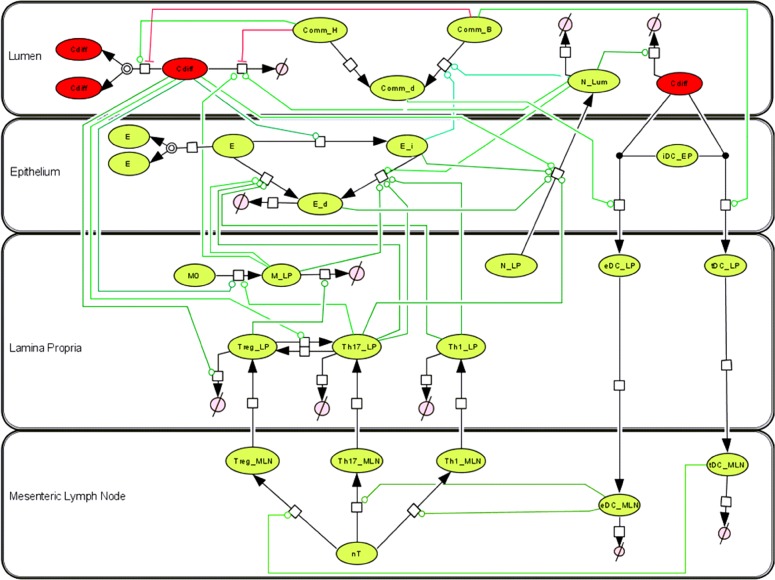 Lumen
Cdiff
Cdiff
Cdiff
Comm_H
Comm_B
Comm_d
N_Lum
Cdiff
Epithelium
E
E
E
E_i
E_d
iDC_EP
Lamina Propria
M0
M_LP
N_LP
eDC_LP
tDC_LP
Treg_LP
Th17_LP
Th1_LP
Mesenteric Lymph Node
Treg_MLN
Th17_MLN
Th1_MLN
tDC_MLN
eDC_MLN
nT